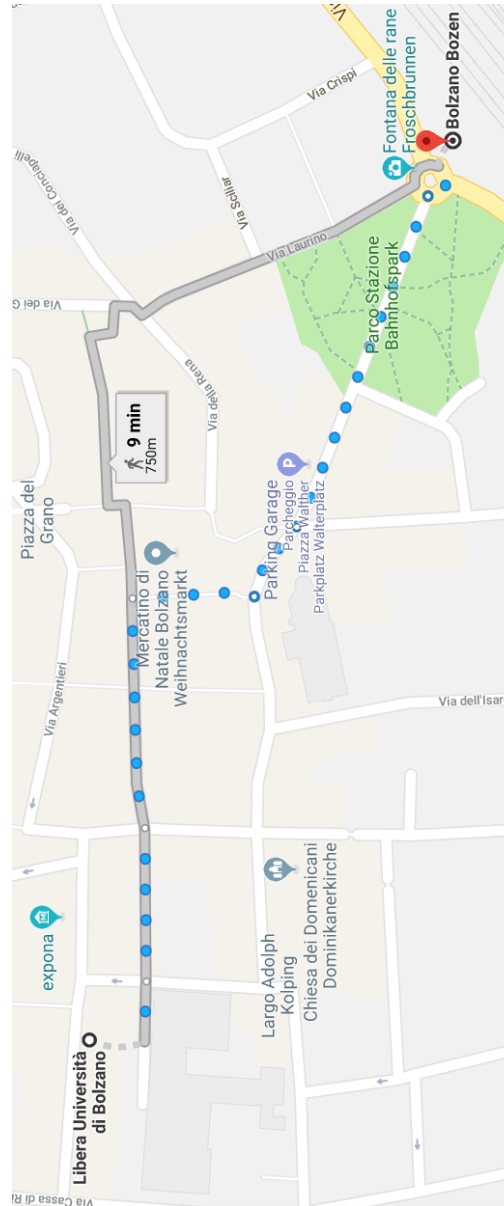 Piazza del
Grano
Via dei Conciapelli
expona
Via Argentieri
Via dei G
Libera Università
di Bolzano
Via Cassa di Ri
9 min
750m
Mercatino di
Natale Bolzano
Weihnachtsmarkt
Via della Rena
Via Sciliar
Via Crispi
Via Laurino
Vi
Largo Adolph
Kolping
Chiesa dei Domenicani
Dominikanerkirche
Parking Garage
Parcheggio
Piazza Walther
Parkplatz Walterplatz
Parco Stazione
Bahnhofspark
Fontana delle rane
Froschbrunnen
Bolzano Bozen
Via dell'Isar